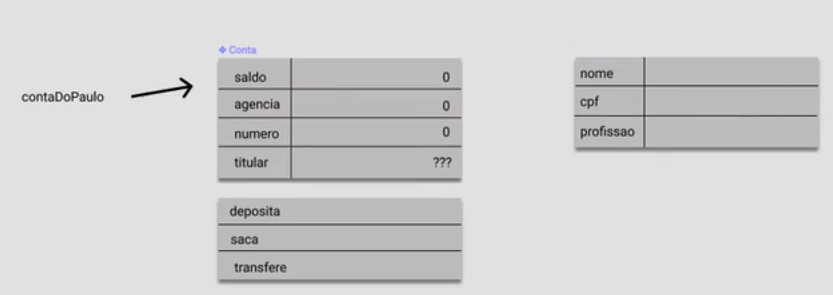 Conta
contaDoPaulo
saldo 0
agencia 0
numero 0
titular ???
deposita
saca
transfere
nome
cpf
profissao